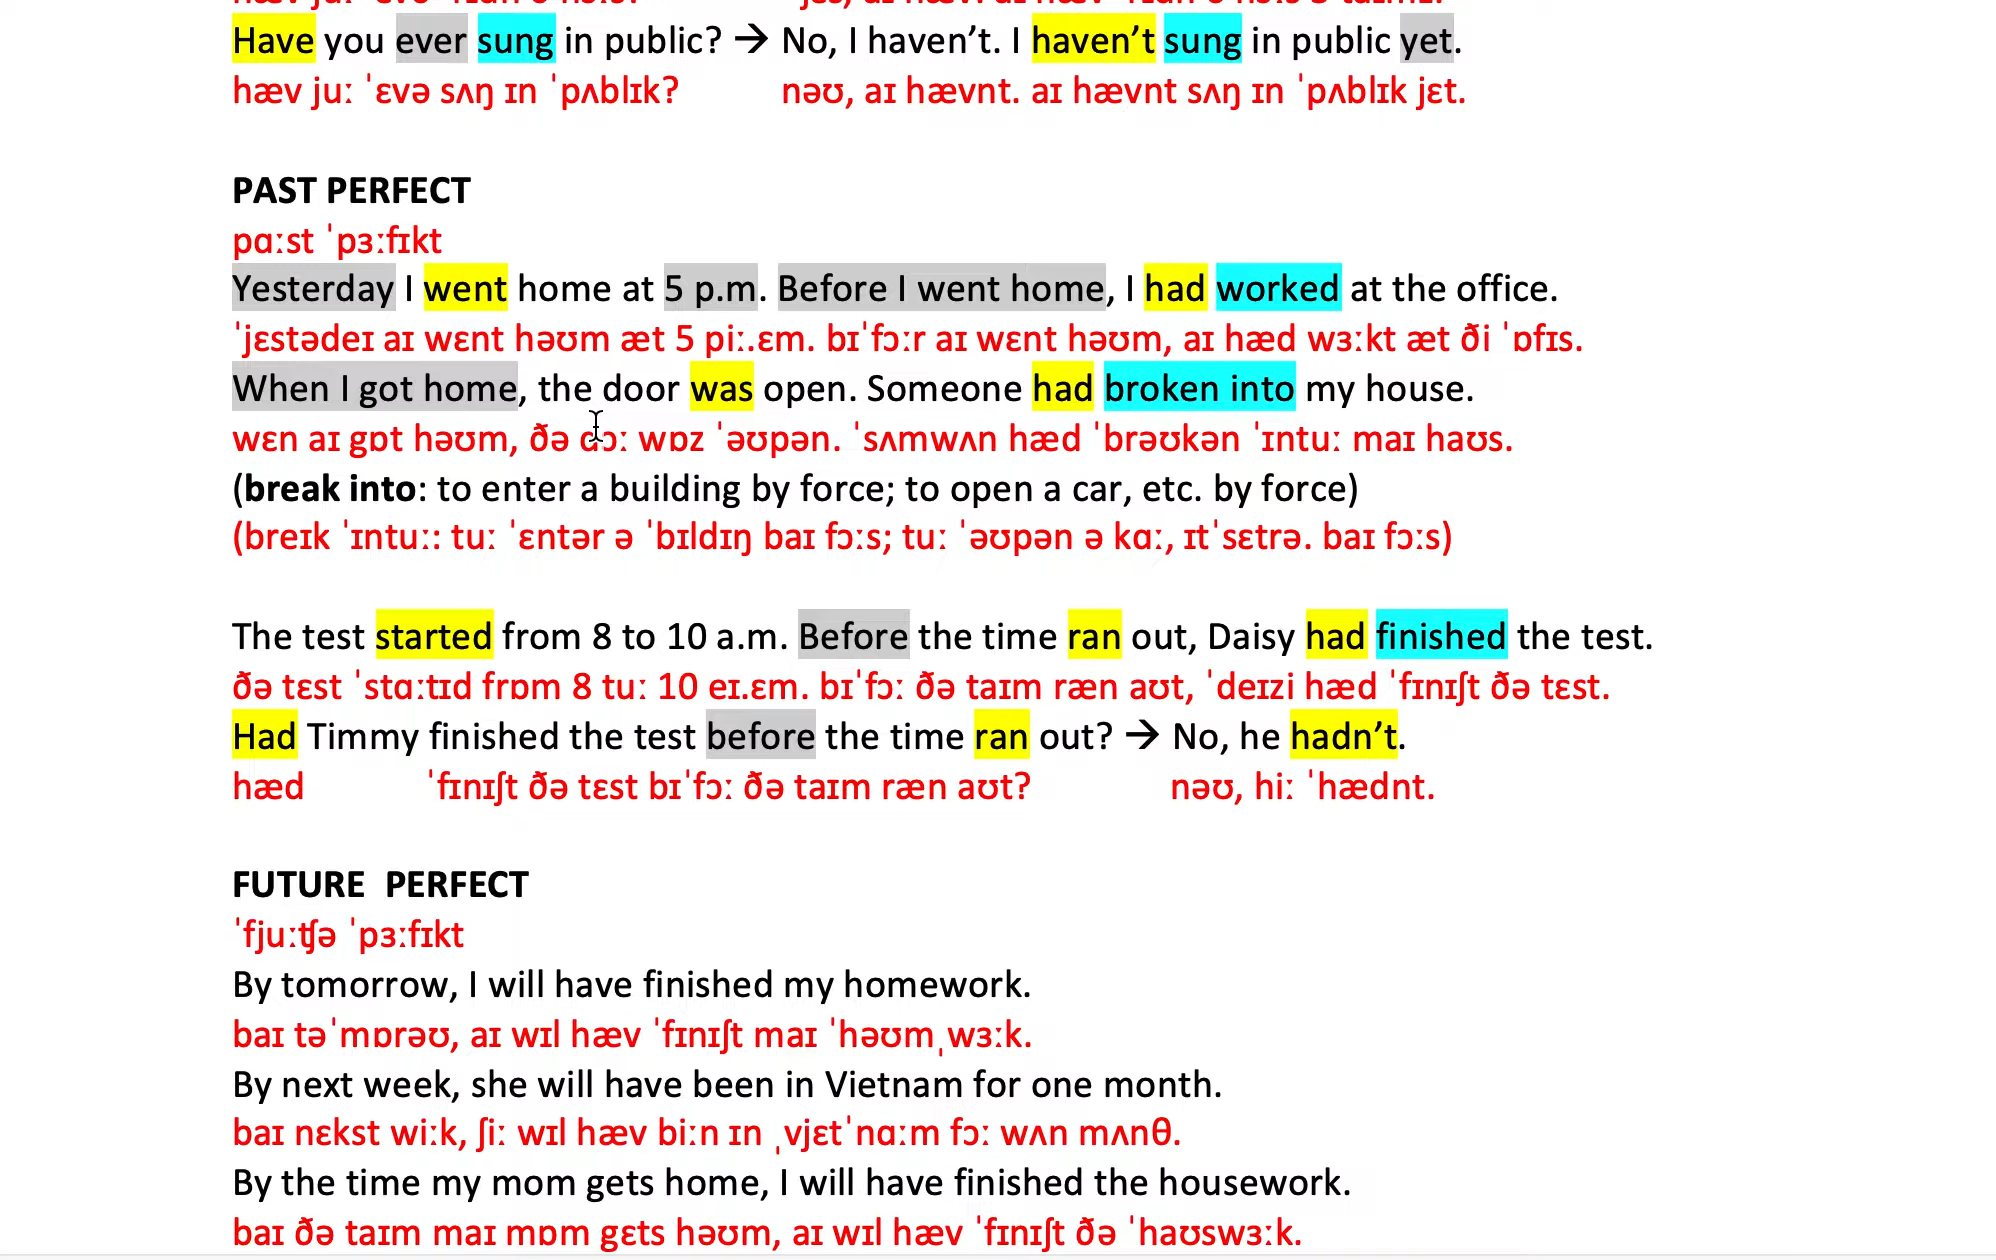 Have you ever sung in public? → No, I haven’t. I haven’t sung in public yet.
hæv juː ˈɛvə sʌŋ ɪn ˈpʌblɪk? nəʊ, aɪ hævnt. aɪ hævnt sʌŋ ɪn ˈpʌblɪk jɛt.
PAST PERFECT
pɑːst ˈpɜːfɪkt
Yesterday I went home at 5 p.m. Before I went home, I had worked at the office.
ˈjɛstədeɪ aɪ wɛnt həʊm æt 5 piː.ɛm. bɪˈfɔːr aɪ wɛnt həʊm, aɪ hæd wɜːkt æt ði ˈɒfɪs.
When I got home, the door was open. Someone had broken into my house.
wɛn aɪ gɒt həʊm, ðə dɔː wɒz ˈəʊpən. ˈsʌmwʌn hæd ˈbrəʊkən ˈɪntuː maɪ haʊs.
(break into: to enter a building by force; to open a car, etc. by force)
(breɪk ˈɪntuː: tuː ˈɛntər ə ˈbɪldɪŋ baɪ fɔːs; tuː ˈəʊpən ə kɑː, ɪtˈsɛtrə. baɪ fɔːs)
The test started from 8 to 10 a.m. Before the time ran out, Daisy had finished the test.
ðə tɛst ˈstɑːtɪd frɒm 8 tuː 10 eɪ.ɛm. bɪˈfɔː ðə taɪm ræn aʊt, ˈdeɪzi hæd ˈfɪnɪʃt ðə tɛst.
Had Timmy finished the test before the time ran out? → No, he hadn’t.
hæd ˈfɪnɪʃt ðə tɛst bɪˈfɔː ðə taɪm ræn aʊt? nəʊ, hiː ˈhædnt.
FUTURE PERFECT
ˈfjuːʧə ˈpɜːfɪkt
By tomorrow, I will have finished my homework.
baɪ təˈmɒrəʊ, aɪ wɪl hæv ˈfɪnɪʃt maɪ ˈhəʊmˌwɜːk.
By next week, she will have been in Vietnam for one month.
baɪ nɛkst wiːk, ʃiː wɪl hæv biːn ɪn ˌvjɛtˈnɑːm fɔː wʌn mʌnθ.
By the time my mom gets home, I will have finished the housework.
baɪ ðə taɪm maɪ mɒm gɛts həʊm, aɪ wɪl hæv ˈfɪnɪʃt ðə ˈhaʊswɜːk.